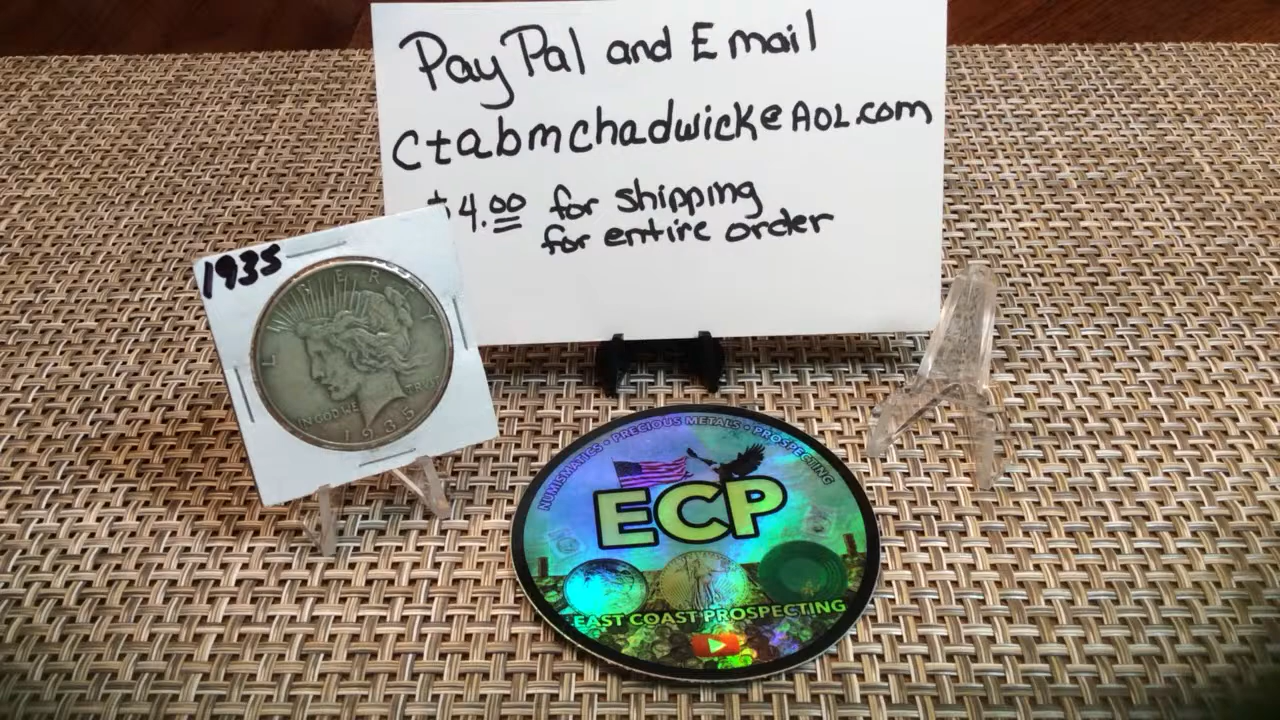 PayPal and Email
Ctabmchadwick@AOL.com
$4.00 for shipping
for entire order
1935
LIBERTY
IN GOD WE TRUST
1935
NUMISMATICS • PRECIOUS METALS • PROSPECTING
ECP
EAST COAST PROSPECTING